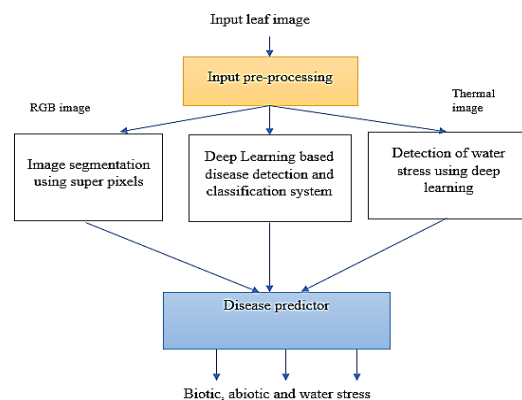 Input leaf image
Input pre-processing
RGB image
Thermal
image
Image segmentation
using super pixels
Deep Learning based
disease detection and
classification system
Detection of water
stress using deep
learning
Disease predictor
Biotic, abiotic and water stress